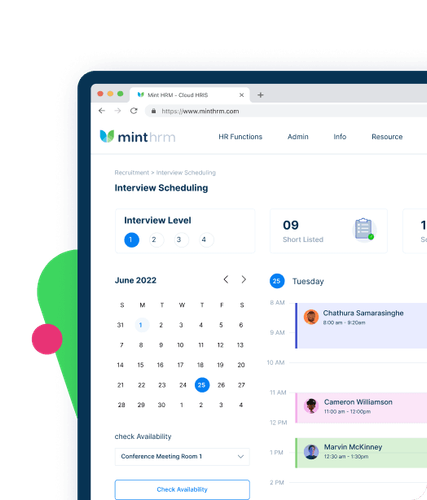 Mint HRM - Cloud HRIS
https://www.minthrm.com
minthrm
HR Functions Admin Info Resource
Recruitment > Interview Scheduling
Interview Scheduling
Interview Level
1 2 3 4
09
Short Listed
June 2022
S M T W T F S
31 1 2 3 4 5 6
7 8 9 10 11 12 13
14 15 16 17 18 19 20
21 22 23 24 25 26 27
28 29 30 1 2 3 4
check Availability
Conference Meeting Room 1
Check Availability
25 Tuesday
8 AM
Chathura Samarasinghe
8:00 am - 9:20am
9 AM
10 AM
11 AM
Cameron Williamson
11:00 am - 12:00pm
12 PM
Marvin McKinney
12:30 am - 1:30pm
1 PM
2 PM